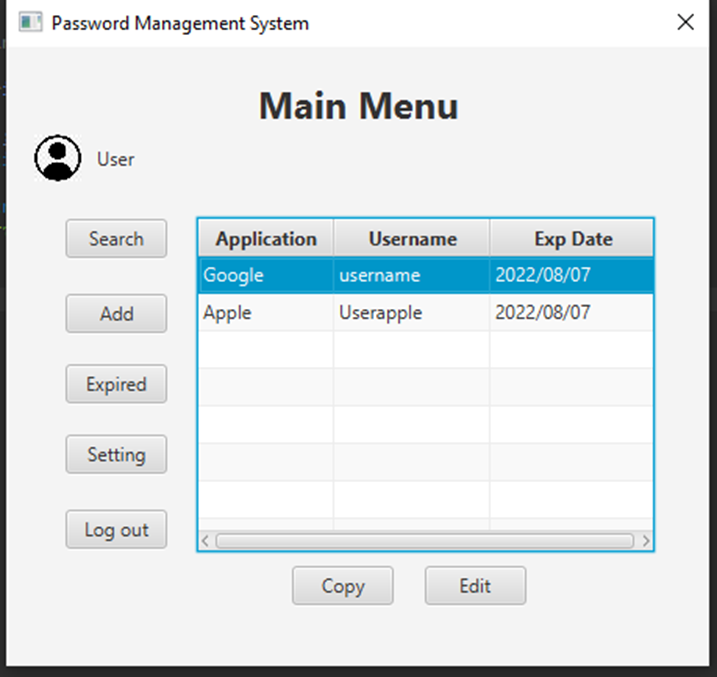 Password Management System
Main Menu
User
Search
Application Username Exp Date
Google username 2022/08/07
Add
Apple Userapple 2022/08/07
Expired
Setting
Log out
Copy Edit